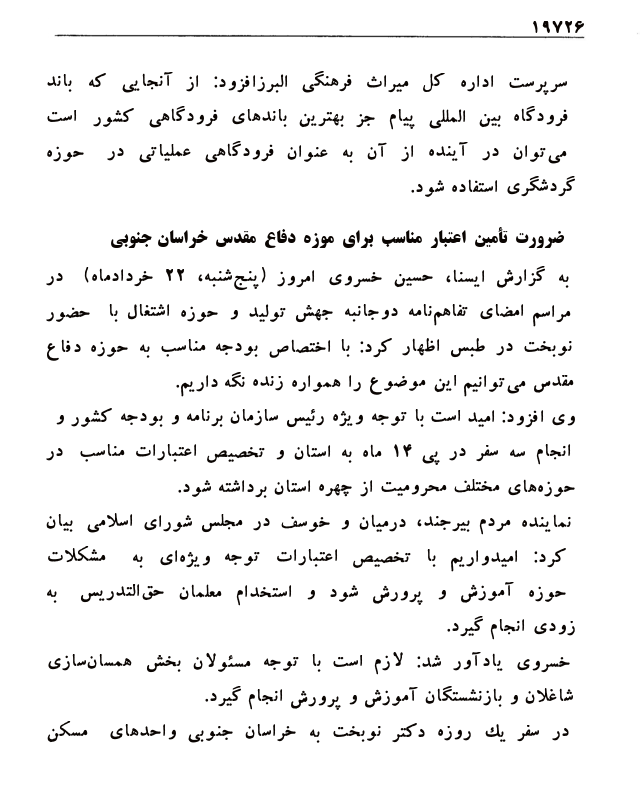 ۱۹۷۲۶
سرپرست اداره کل میراث فرهنگی البرزافزود: از آنجایی که باند
فرودگاه بین المللی پیام جز بهترین باندهای فرودگاهی کشور است
می‌توان در آینده از آن به عنوان فرودگاهی عملیاتی در حوزه
گردشگری استفاده شود.
ضرورت تأمین اعتبار مناسب برای موزه دفاع مقدس خراسان جنوبی
به گزارش ایسنا، حسین خسروی امروز (پنج‌شنبه، ۲۲ خردادماه) در
مراسم امضای تفاهم‌نامه دوجانبه جهش تولید و حوزه اشتغال با حضور
نوبخت در طبس اظهار کرد: با اختصاص بودجه مناسب به حوزه دفاع
مقدس می‌توانیم این موضوع را همواره زنده نگه داریم.
وی افزود: امید است با توجه ویژه رئیس سازمان برنامه و بودجه کشور و
انجام سه سفر در پی ۱۴ ماه به استان و تخصیص اعتبارات مناسب در
حوزه‌های مختلف محرومیت از چهره استان برداشته شود.
نماینده مردم بیرجند، درمیان و خوسف در مجلس شورای اسلامی بیان
کرد: امیدواریم با تخصیص اعتبارات توجه ویژه‌ای به مشکلات
حوزه آموزش و پرورش شود و استخدام معلمان حق‌التدریس به
زودی انجام گیرد.
خسروی یادآور شد: لازم است با توجه مسئولان بخش همسان‌سازی
شاغلان و بازنشستگان آموزش و پرورش انجام گیرد.
در سفر یك روزه دکتر نوبخت به خراسان جنوبی واحدهای مسکن